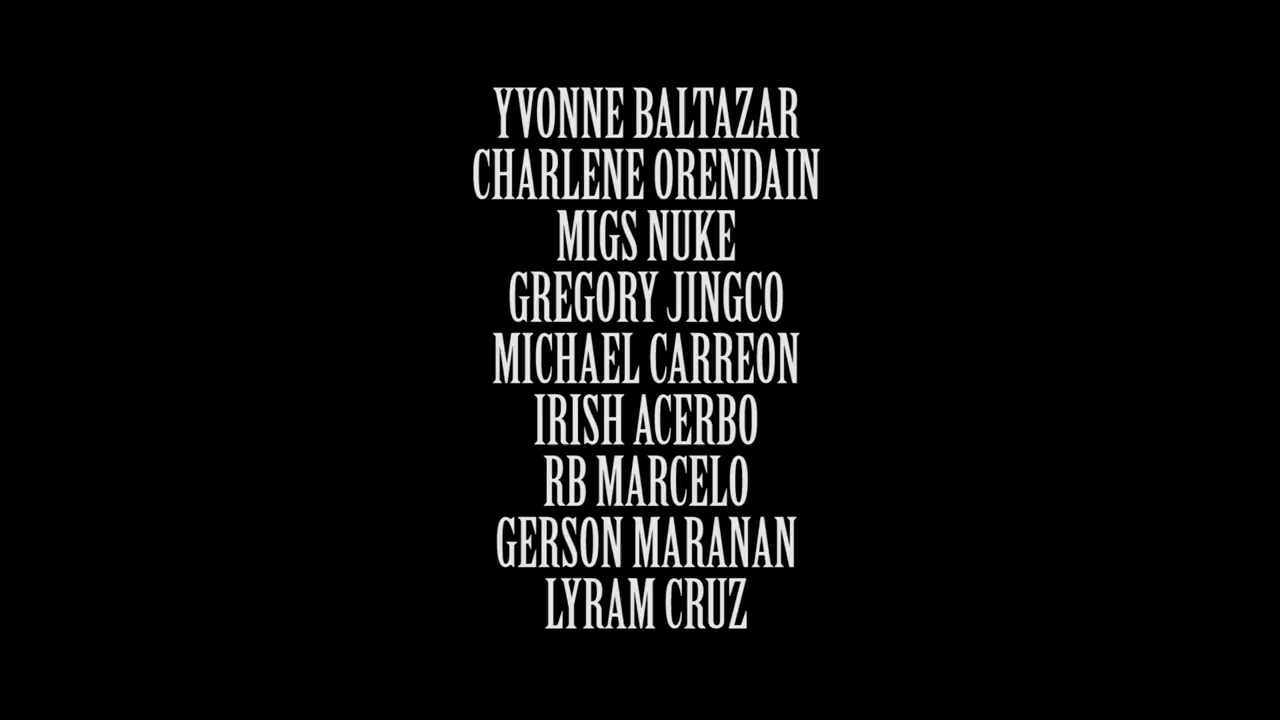 YVONNE BALTAZAR
CHARLENE ORENDAIN
MIGS NUKE
GREGORY JINGCO
MICHAEL CARREON
IRISH ACERBO
RB MARCELO
GERSON MARANAN
LYRAM CRUZ